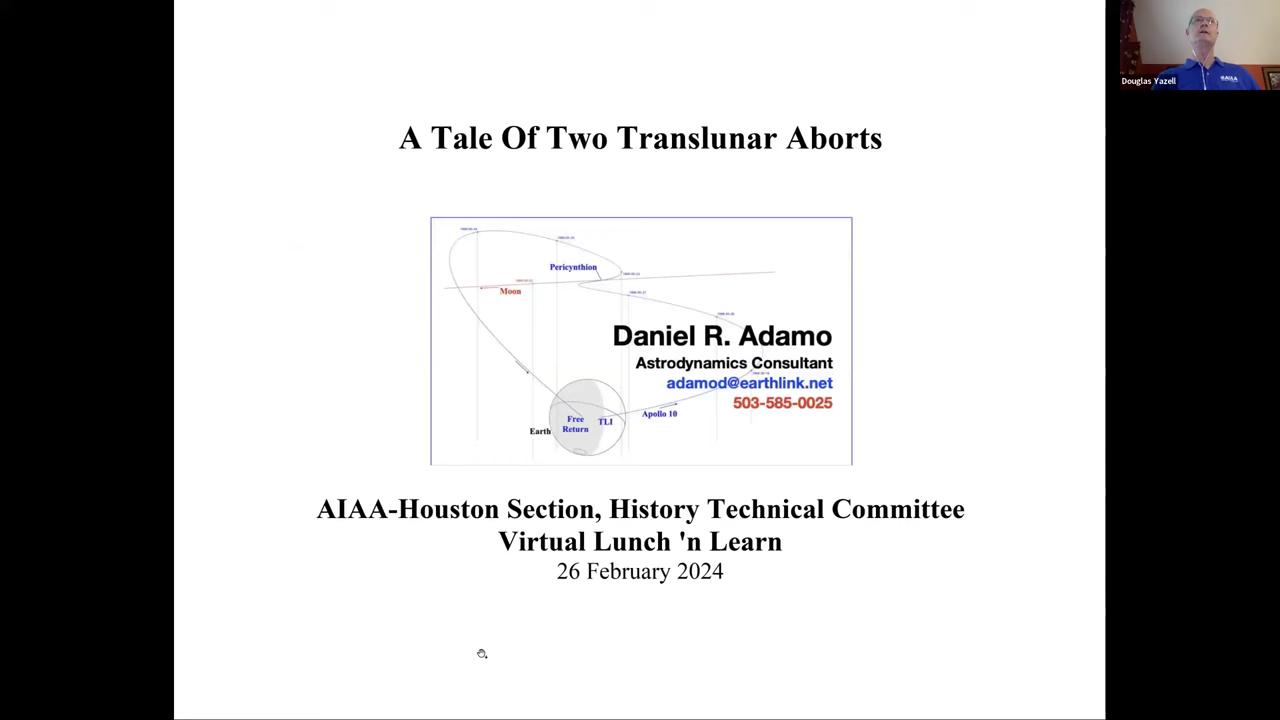 A Tale Of Two Translunar Aborts
Pericynthion
Moon
Daniel R. Adamo
Astrodynamics Consultant
adamod@earthlink.net
503-585-0025
Apollo 10
TLI
Free
Return
Earth
AIAA-Houston Section, History Technical Committee
Virtual Lunch 'n Learn
26 February 2024
Douglas Yazell